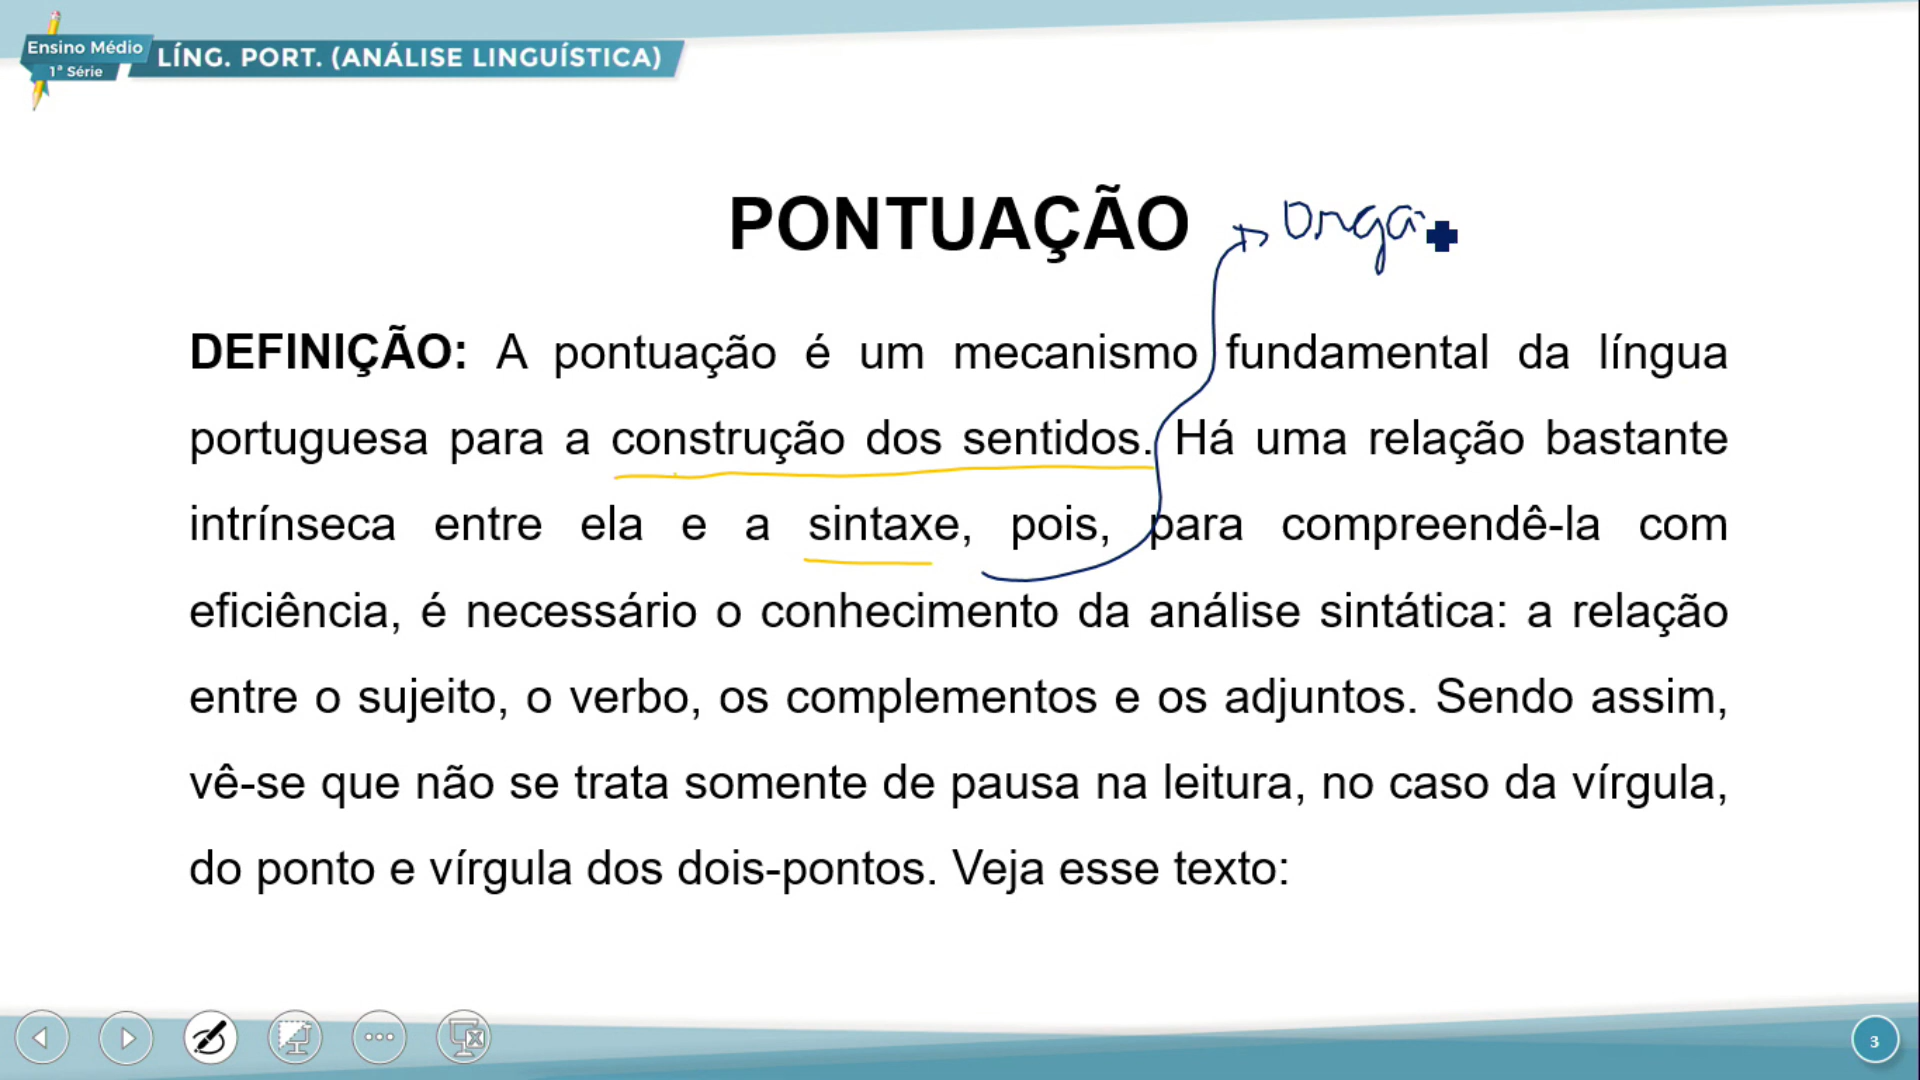 Ensino Médio
1ª Série
LÍNG. PORT. (ANÁLISE LINGUÍSTICA)
PONTUAÇÃO
Orga
DEFINIÇÃO: A pontuação é um mecanismo fundamental da língua
portuguesa para a construção dos sentidos. Há uma relação bastante
intrínseca entre ela e a sintaxe, pois, para compreendê-la com
eficiência, é necessário o conhecimento da análise sintática: a relação
entre o sujeito, o verbo, os complementos e os adjuntos. Sendo assim,
vê-se que não se trata somente de pausa na leitura, no caso da vírgula,
do ponto e vírgula dos dois-pontos. Veja esse texto:
3